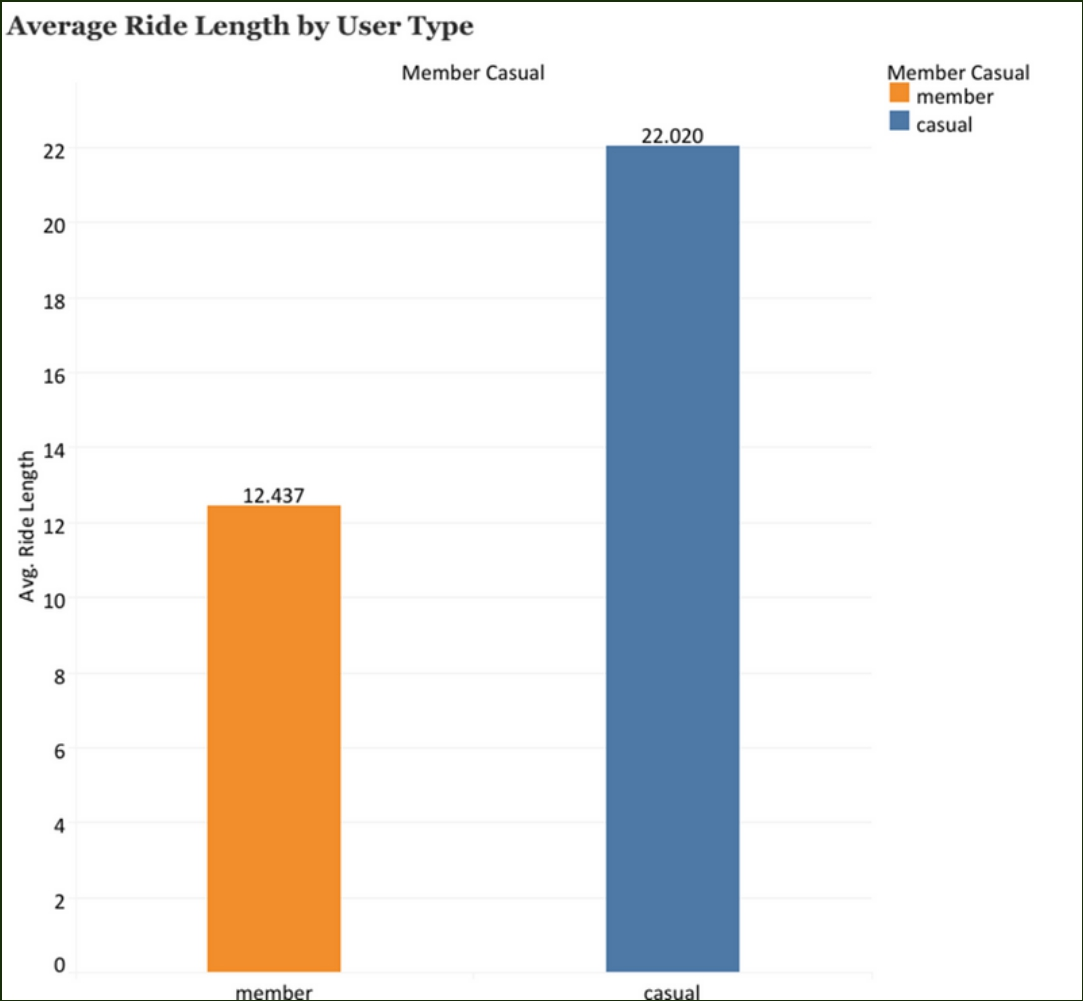 Average Ride Length by User Type
Member Casual
Member Casual
member
casual
22.020
22
20
18
16
14
12.437
12
10
8
6
4
2
0
Avg. Ride Length
member
casual